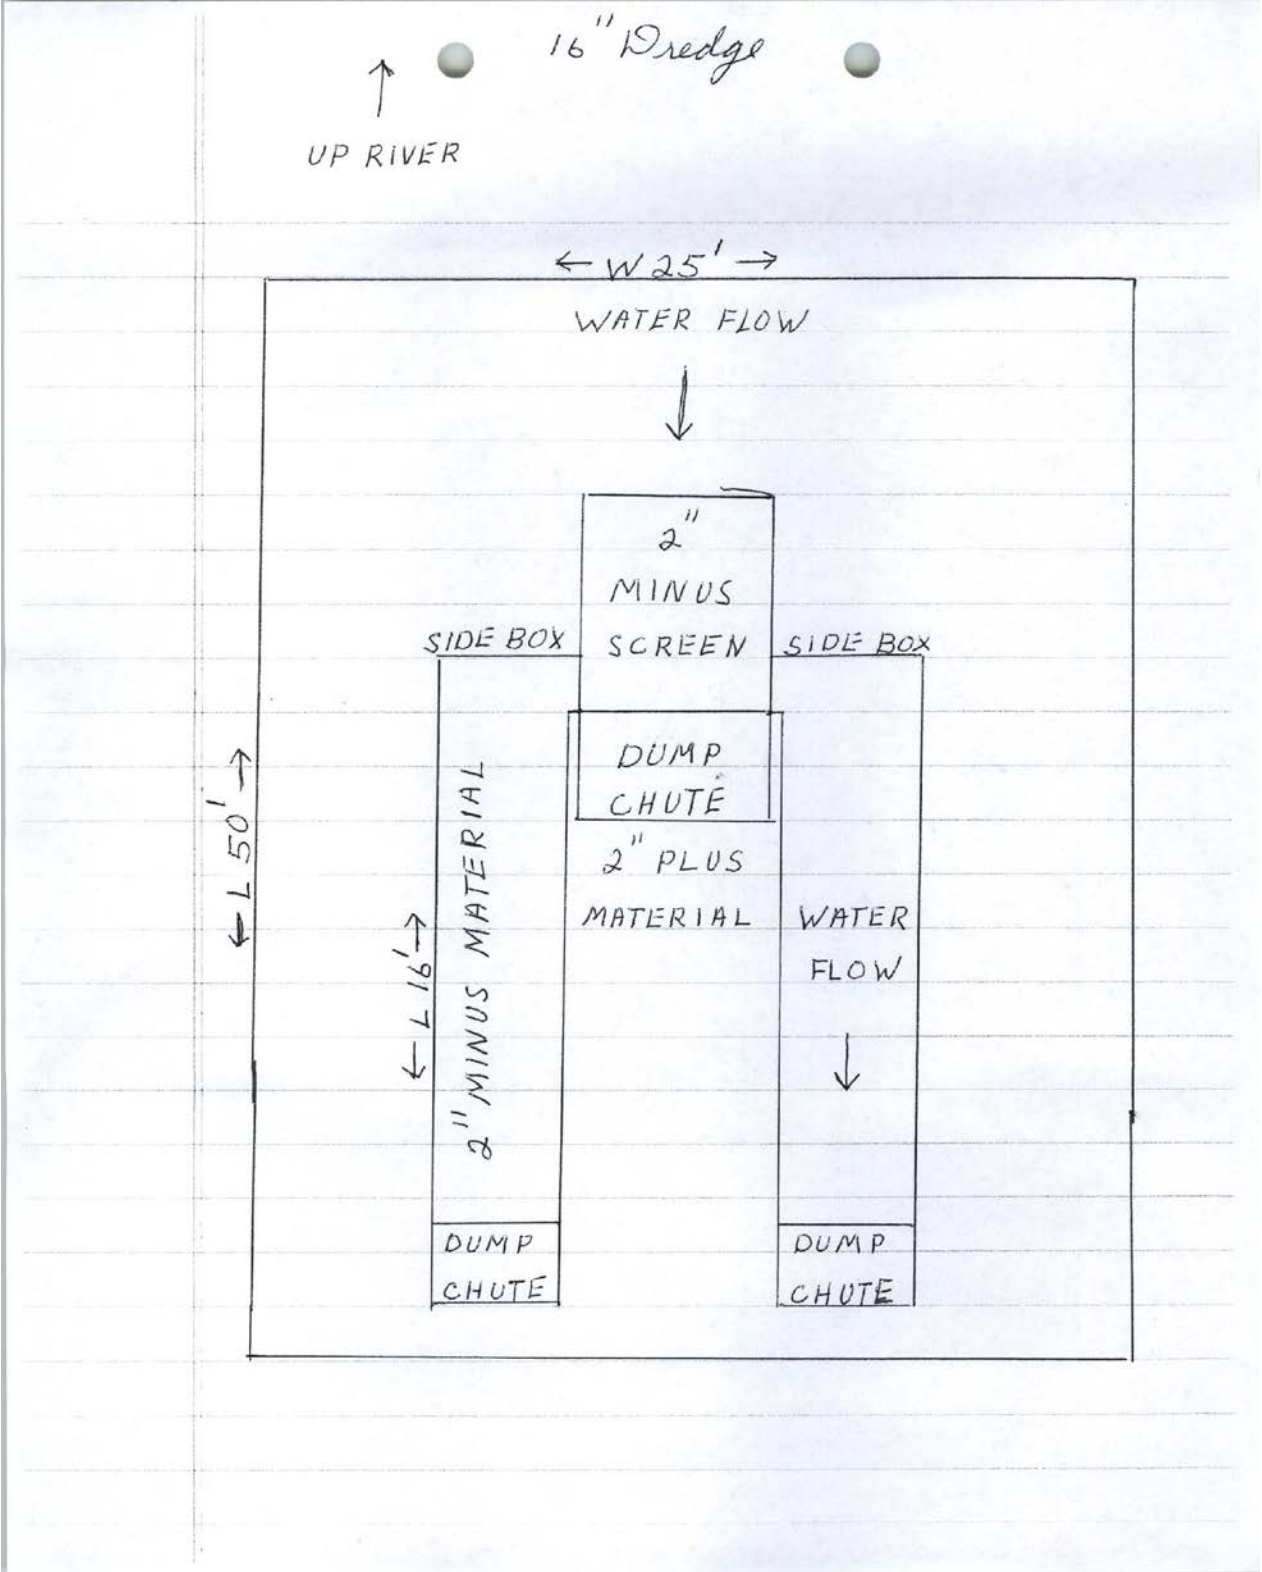 16" Dredge
UP RIVER
← W 25' →
WATER FLOW
2"
MINUS
SCREEN
SIDE BOX
SIDE BOX
DUMP
CHUTE
2" PLUS
MATERIAL
← L 50' →
← L 16' →
2" MINUS MATERIAL
WATER
FLOW
DUMP
CHUTE
DUMP
CHUTE